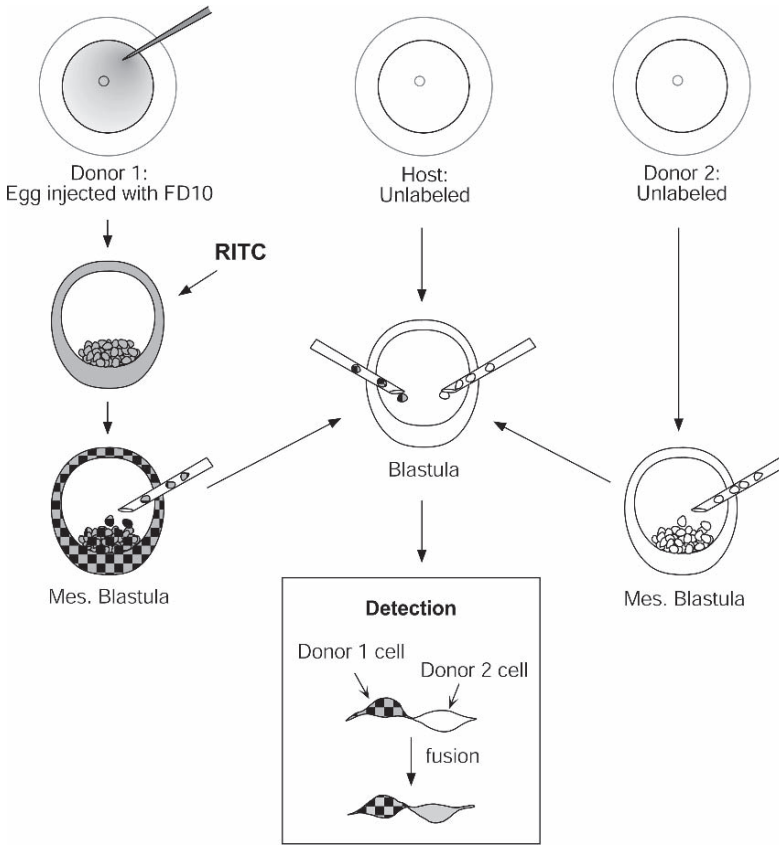 Donor 1:
Egg injected with FD10
Host:
Unlabeled
Donor 2:
Unlabeled
RITC
Blastula
Mes. Blastula
Mes. Blastula
Detection
Donor 1 cell
Donor 2 cell
fusion